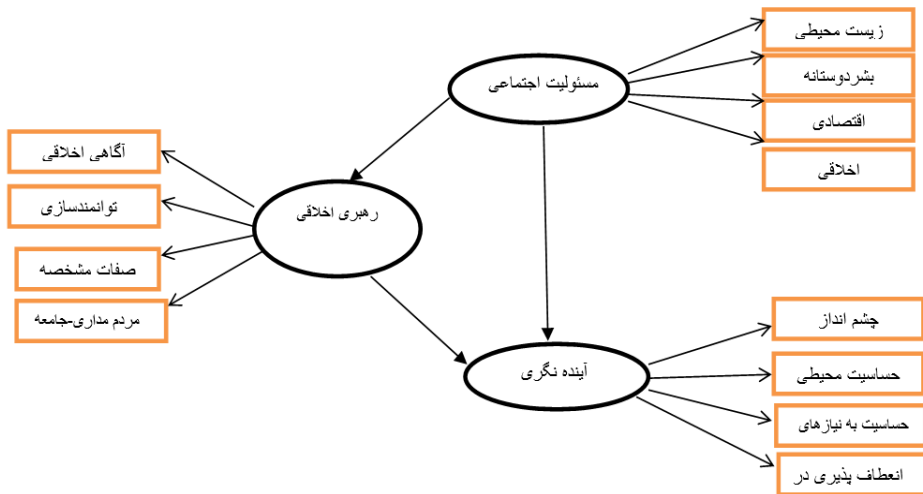 زیست محیطی
بشردوستانه
اقتصادی
اخلاقی
مسئولیت اجتماعی
رهبری اخلاقی
آگاهی اخلاقی
توانمندسازی
صفات مشخصه
مردم مداری-جامعه
آینده نگری
چشم انداز
حساسیت محیطی
حساسیت به نیازهای
انعطاف پذیری در